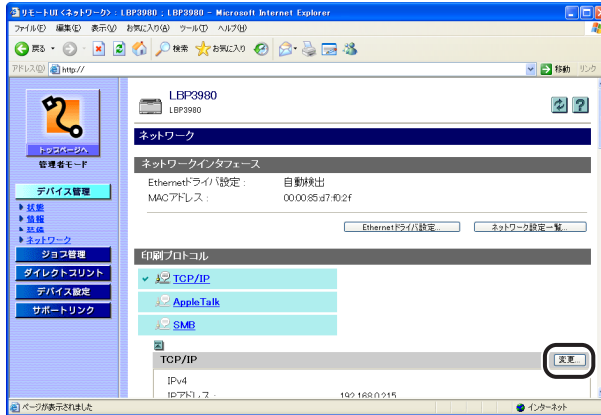 リモートUI <ネットワーク> : LBP3980 : LBP3980 - Microsoft Internet Explorer
ファイル(F) 編集(E) 表示(V) お気に入り(A) ツール(T) ヘルプ(H)
戻る 検索 お気に入り
アドレス(D) http:// 移動 リンク
LBP3980
LBP3980
トップページへ
管理者モード
デバイス管理
状態
情報
装備
ネットワーク
ジョブ管理
ダイレクトプリント
デバイス設定
サポートリンク
ネットワーク
ネットワークインタフェース
Ethernetドライバ設定 : 自動検出
MACアドレス : 00:00:85:d7:f0:2f
Ethernetドライバ設定... ネットワーク設定一覧...
印刷プロトコル
TCP/IP
AppleTalk
SMB
TCP/IP 変更...
IPv4
IPアドレス : 192.168.0.215
ページが表示されました インターネット